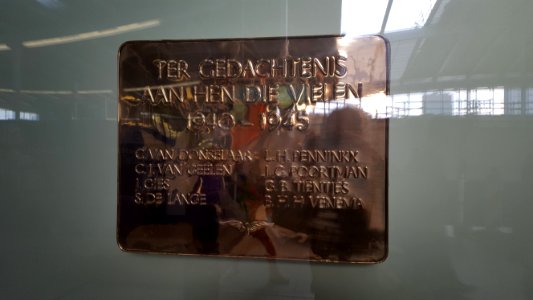 TER GEDACHTENIS
AAN HEN DIE VIELEN
1940-1945
C. VAN DONSELAAR
C.J. VAN GEELEN
J. GIES
S. DE LANGE
L.H. PENNINKX
J.C. POORTMAN
G.B. TIENTJES
B.H.H. VENEMA